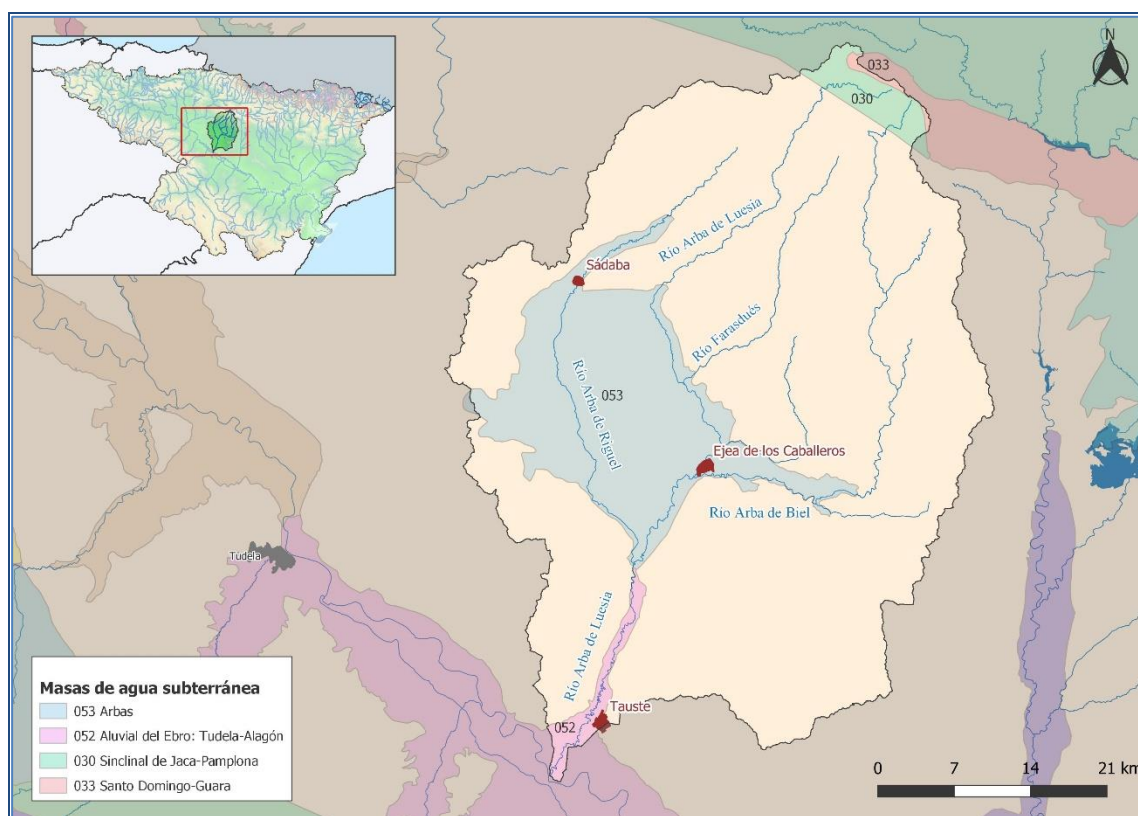 N
033
030
Río Arba de Luesia
Sádaba
Río Farasdués
053
Río Arba de Riguel
Ejea de los Caballeros
Río Arba de Biel
Tudela
Río Arba de Luesia
Tauste
052
Masas de agua subterránea
053 Arbas
052 Aluvial del Ebro: Tudela-Alagón
030 Sinclinal de Jaca-Pamplona
033 Santo Domingo-Guara
0 7 14 21 km